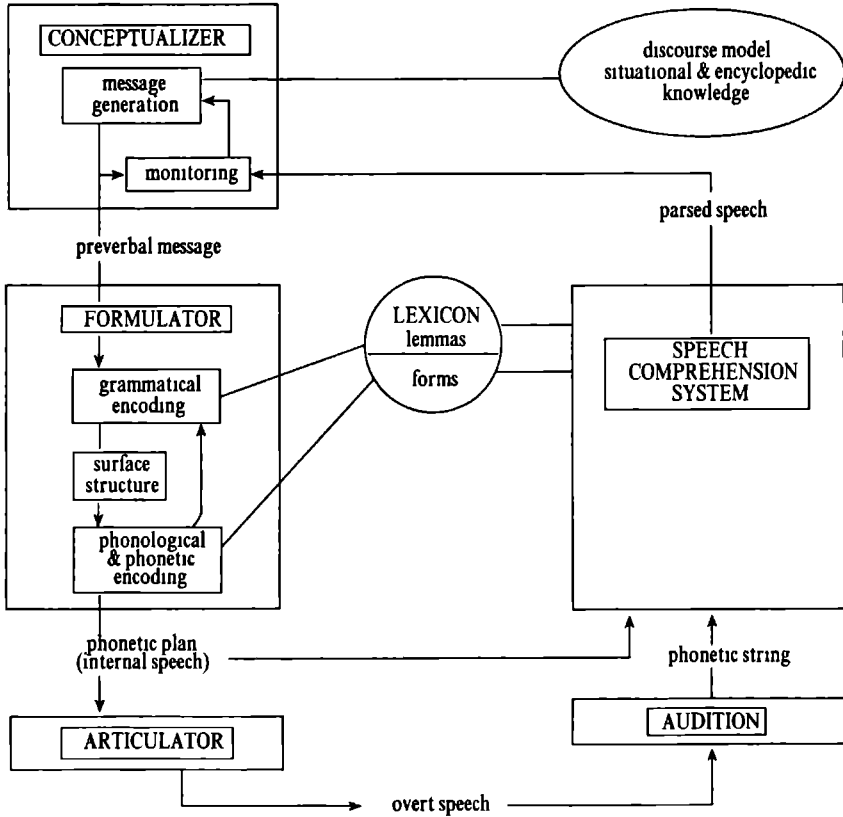 CONCEPTUALIZER
message
generation
monitoring
discourse model
situational & encyclopedic
knowledge
parsed speech
preverbal message
FORMULATOR
grammatical
encoding
surface
structure
phonological
& phonetic
encoding
LEXICON
lemmas
forms
SPEECH
COMPREHENSION
SYSTEM
phonetic plan
(internal speech)
phonetic string
ARTICULATOR
AUDITION
overt speech